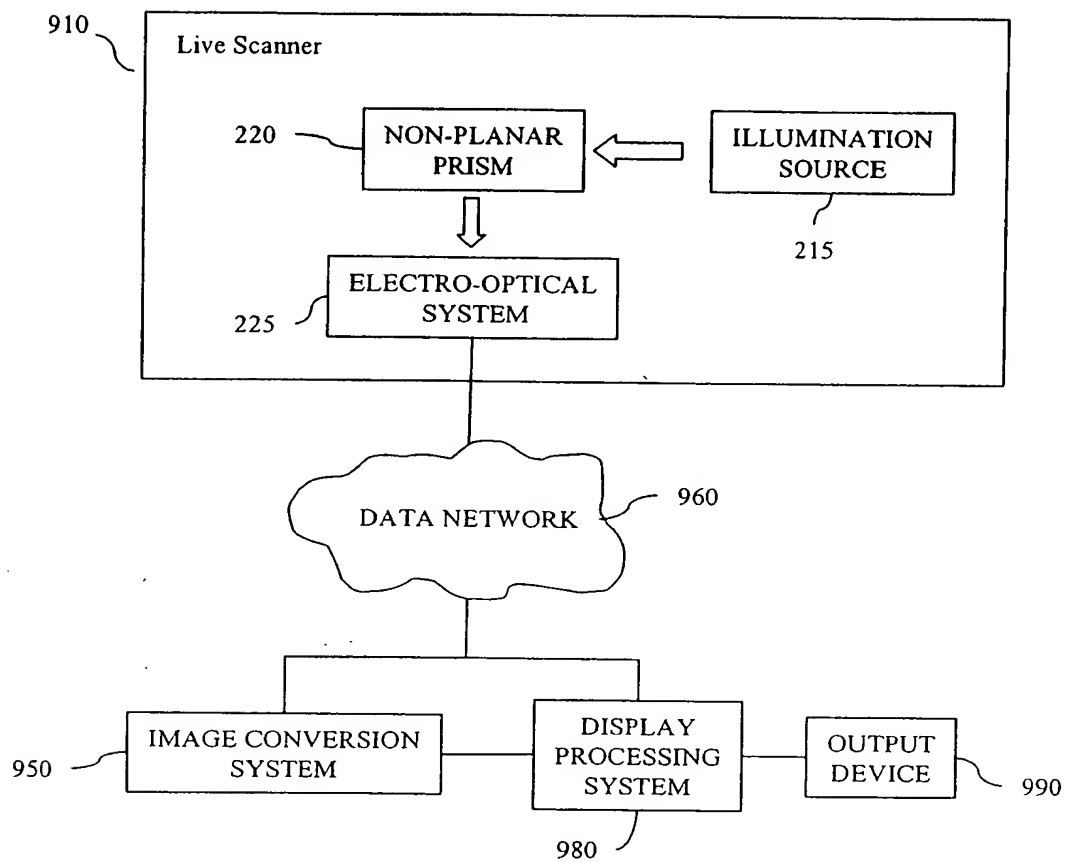 910
Live Scanner
220
NON-PLANAR
PRISM
ILLUMINATION
SOURCE
215
ELECTRO-OPTICAL
SYSTEM
225
DATA NETWORK
960
IMAGE CONVERSION
SYSTEM
950
DISPLAY
PROCESSING
SYSTEM
980
OUTPUT
DEVICE
990